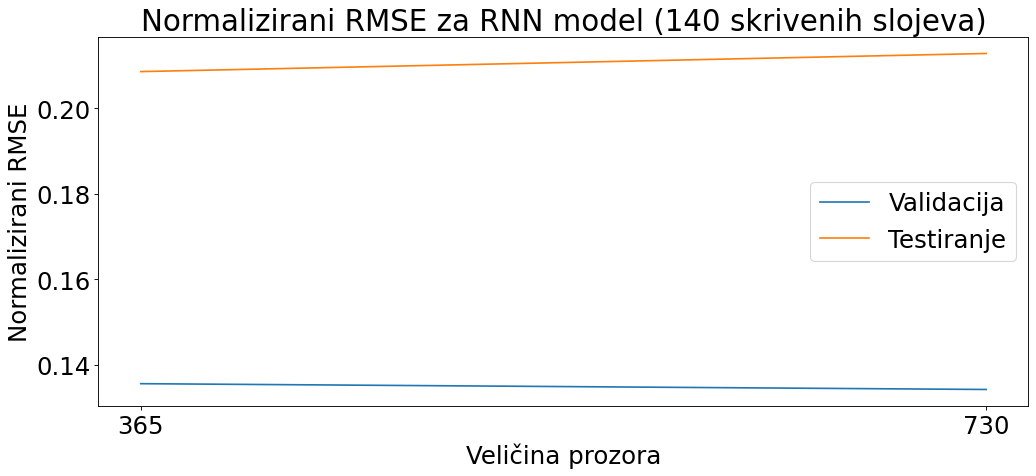 Normalizirani RMSE za RNN model (140 skrivenih slojeva)
Normalizirani RMSE
0.20
0.18
0.16
0.14
Validacija
Testiranje
365
730
Veličina prozora